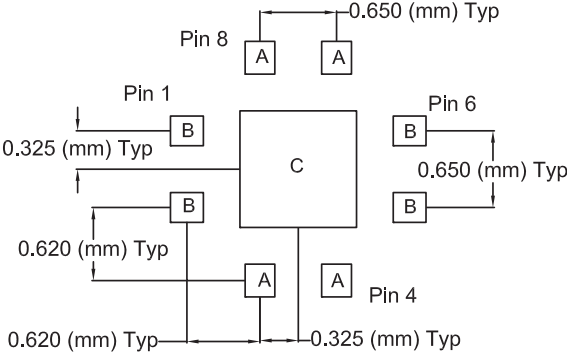 0.650 (mm) Typ
Pin 8
A
A
Pin 1
Pin 6
B
B
0.325 (mm) Typ
C
0.650 (mm) Typ
B
B
0.620 (mm) Typ
A
A
Pin 4
0.620 (mm) Typ
0.325 (mm) Typ